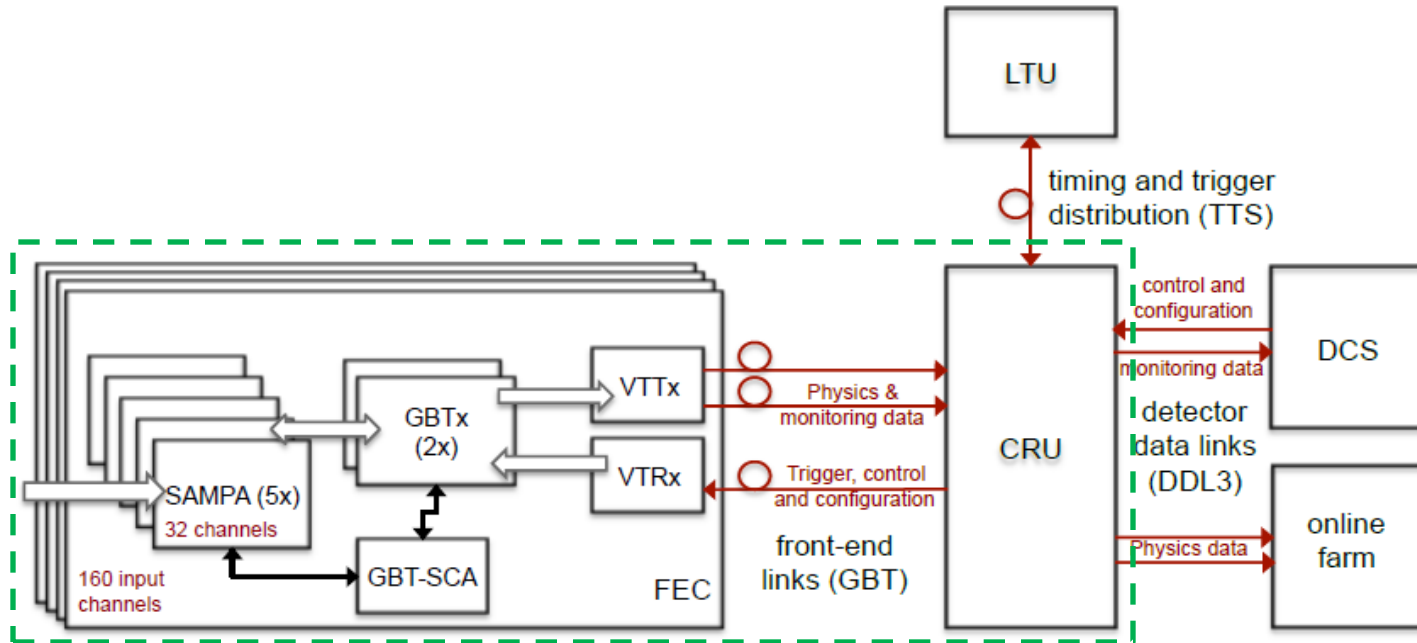 LTU
timing and trigger
distribution (TTS)
control and
configuration
DCS
monitoring data
detector
data links
(DDL3)
online
farm
Physics data
CRU
VTTx
Physics &
monitoring data
GBTx
(2x)
VTRx
Trigger, control
and configuration
SAMPA (5x)
32 channels
GBT-SCA
160 input
channels
FEC
front-end
links (GBT)